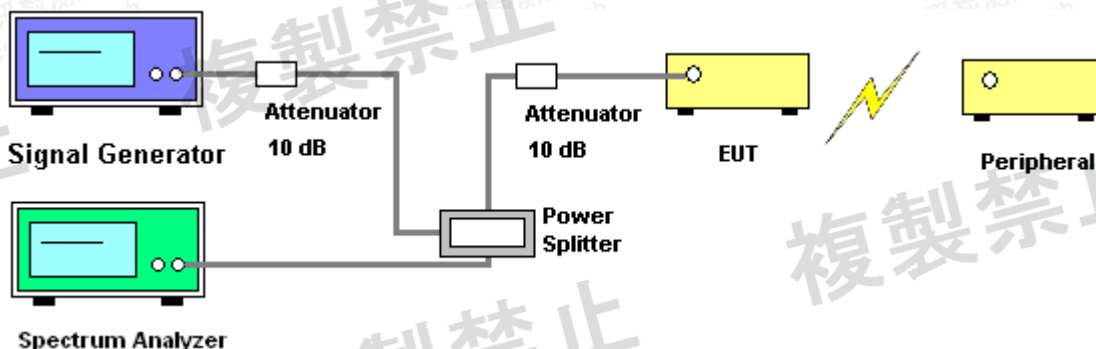 Signal Generator
Attenuator
10 dB
Attenuator
10 dB
EUT
Peripheral
Power
Splitter
Spectrum Analyzer
複製禁止
複製禁止
複製禁止